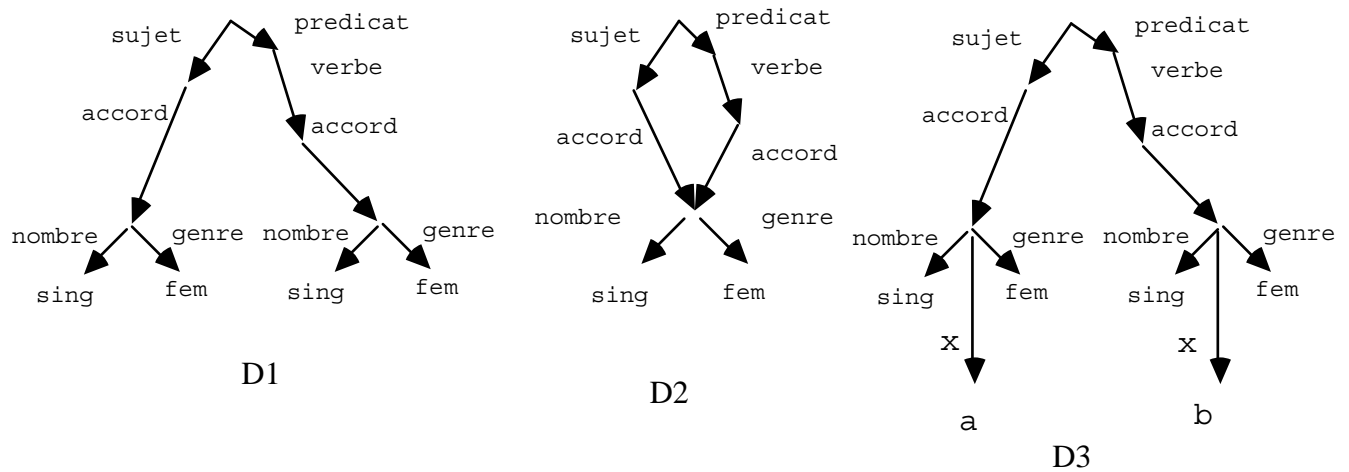 sujet
predicat
verbe
accord
accord
nombre
genre
nombre
genre
sing
fem
sing
fem
D1
sujet
predicat
verbe
accord
accord
nombre
genre
sing
fem
D2
sujet
predicat
verbe
accord
accord
nombre
genre
nombre
genre
sing
fem
sing
fem
x
x
a
b
D3